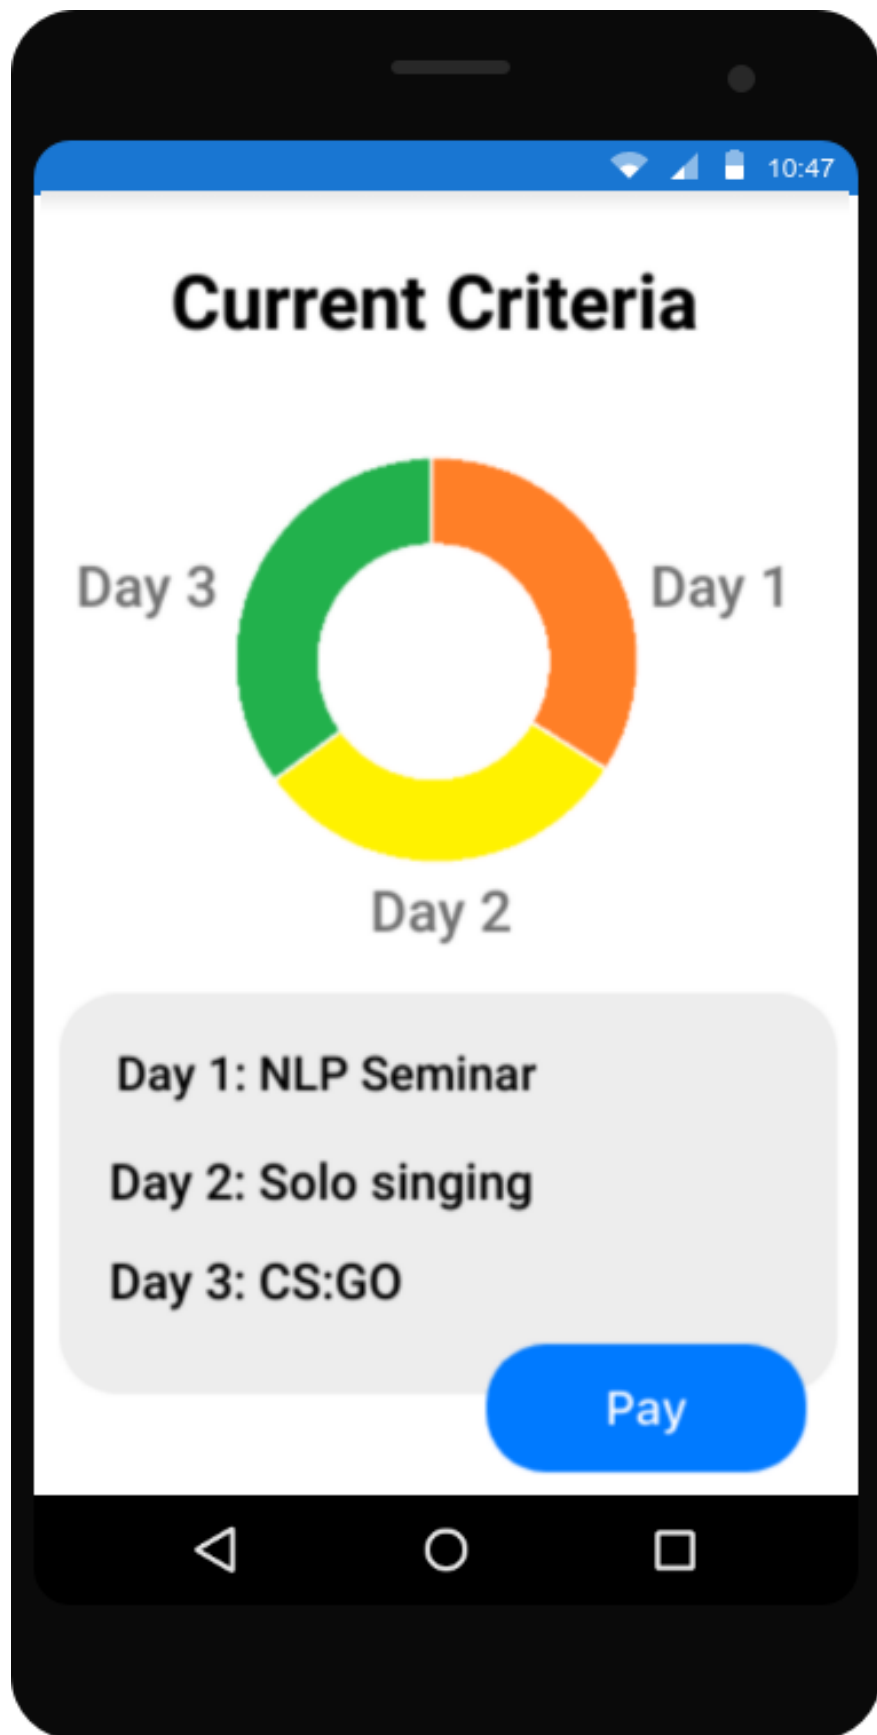 10:47
Current Criteria
Day 3
Day 1
Day 2
Day 1: NLP Seminar
Day 2: Solo singing
Day 3: CS:GO
Pay